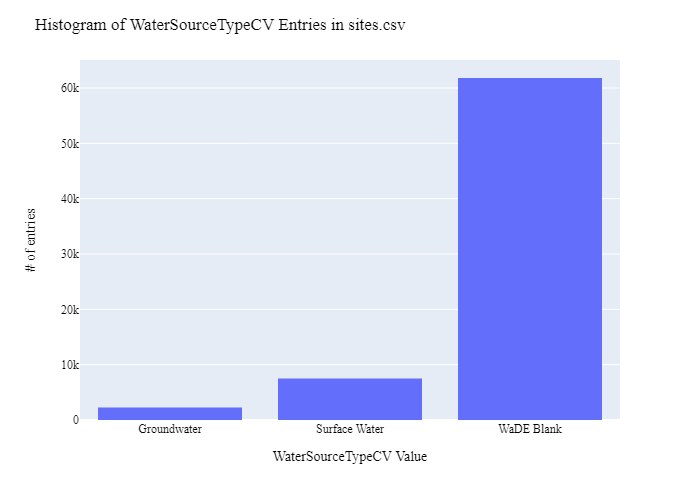 Histogram of WaterSourceTypeCV Entries in sites.csv
60k
50k
40k
30k
20k
10k
0
# of entries
Groundwater Surface Water WaDE Blank
WaterSourceTypeCV Value